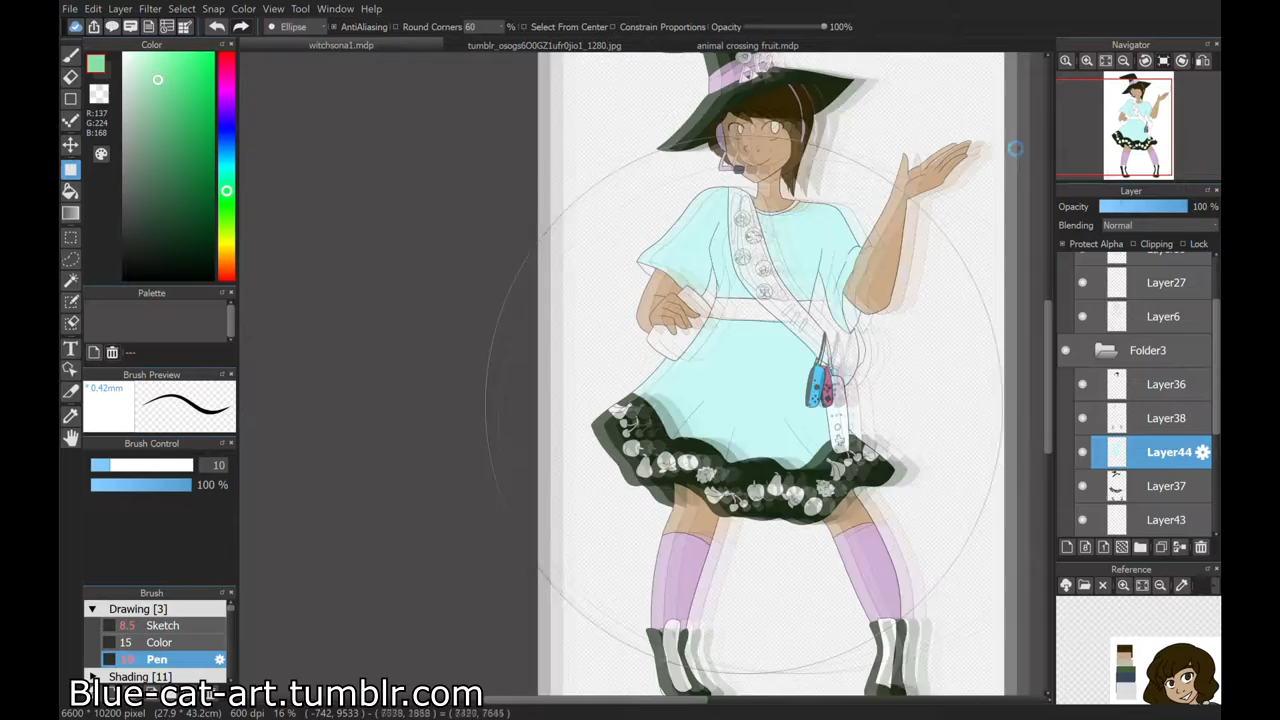 File Edit Layer Filter Select Snap Color View Tool Window Help
Ellipse AntiAliasing Round Corners 60 % Select From Center Constrain Proportions Opacity 100%
Color witchsona1.mdp tumblr_osogs6O0GZ1ufr0jio1_1280.jpg animal crossing fruit.mdp Navigator
R:137
G:224
B:168
Layer
Opacity 100 %
Blending Normal
Protect Alpha Clipping Lock
Layer27
Layer6
Folder3
Layer36
Layer38
Layer44
Layer37
Layer43
Reference
Palette
---
Brush Preview
* 0.42mm
Brush Control
10
100 %
Brush
Drawing [3]
8.5 Sketch
15 Color
10 Pen
Shading [11]
Blue-cat-art.tumblr.com
6600 * 10200 pixel (27.9 * 43.2cm) 600 dpi 16 %